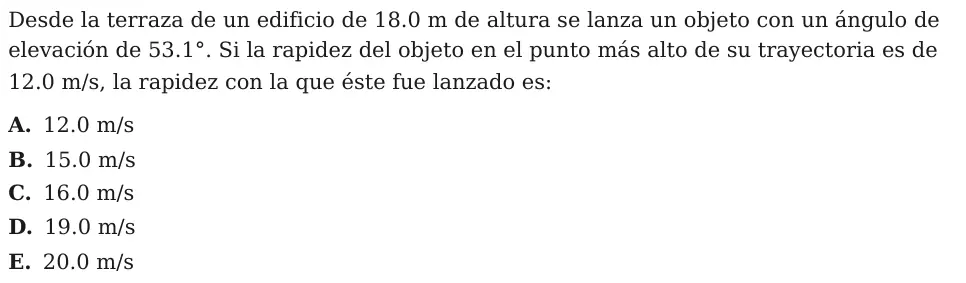 Desde la terraza de un edificio de 18.0 m de altura se lanza un objeto con un ángulo de
elevación de 53.1°. Si la rapidez del objeto en el punto más alto de su trayectoria es de
12.0 m/s, la rapidez con la que éste fue lanzado es:
A. 12.0 m/s
B. 15.0 m/s
C. 16.0 m/s
D. 19.0 m/s
E. 20.0 m/s